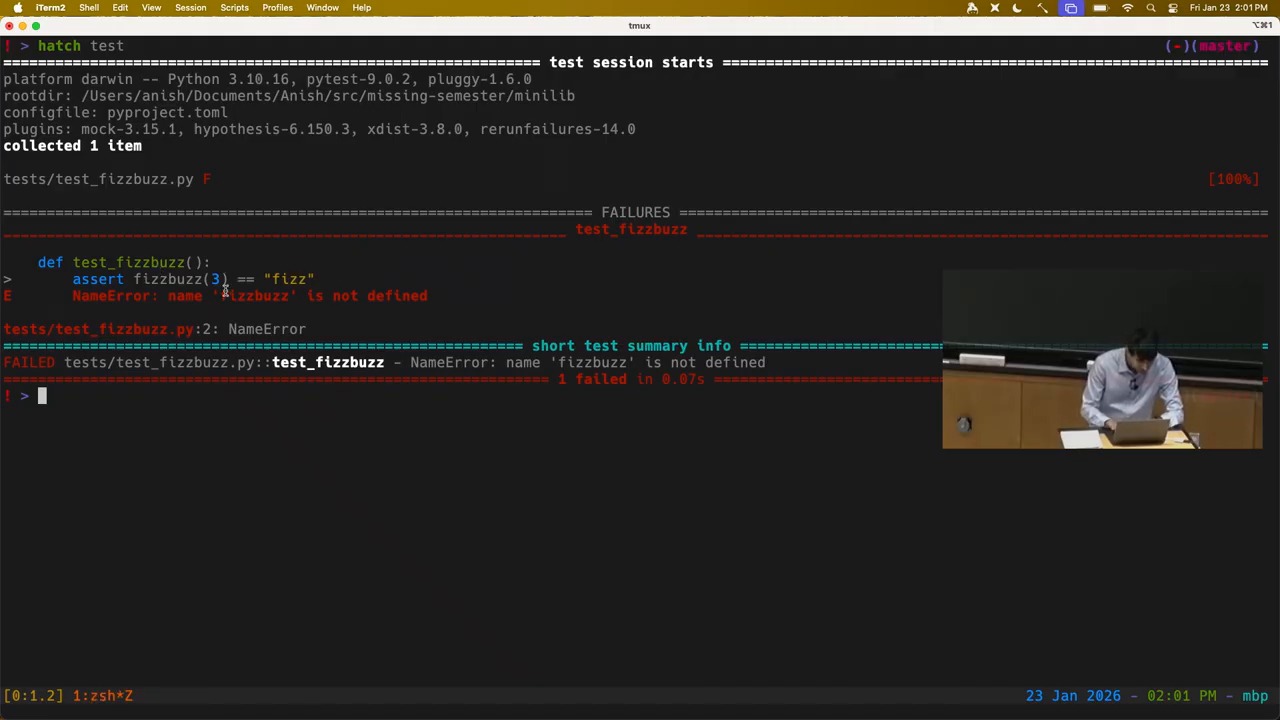 iTerm2 Shell Edit View Session Scripts Profiles Window Help Fri Jan 23 2:01 PM
tmux ⌥⌘1
! > hatch test (-)(master)
test session starts
platform darwin -- Python 3.10.16, pytest-9.0.2, pluggy-1.6.0
rootdir: /Users/anish/Documents/Anish/src/missing-semester/minilib
configfile: pyproject.toml
plugins: mock-3.15.1, hypothesis-6.150.3, xdist-3.8.0, rerunfailures-14.0
collected 1 item
tests/test_fizzbuzz.py F [100%]
FAILURES
test_fizzbuzz
def test_fizzbuzz():
> assert fizzbuzz(3) == "fizz"
E NameError: name 'fizzbuzz' is not defined
tests/test_fizzbuzz.py:2: NameError
short test summary info
FAILED tests/test_fizzbuzz.py::test_fizzbuzz - NameError: name 'fizzbuzz' is not defined
1 failed in 0.07s
! >
[0:1.2] 1:zsh*Z 23 Jan 2026 - 02:01 PM - mbp